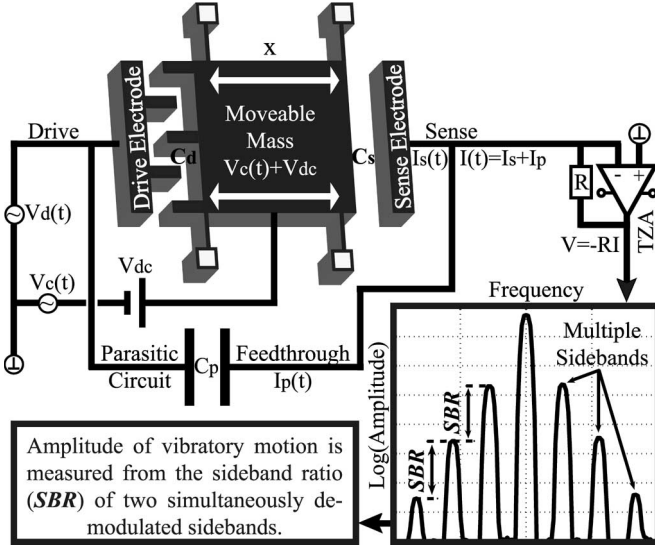 x
Drive Electrode
Moveable
Mass
Vc(t)+Vdc
Cd
Cs
Sense Electrode
Drive
Sense
Is(t)
I(t)=Is+Ip
R
- +
TZA
V=-RI
Vd(t)
Vc(t)
Vdc
Parasitic
Circuit
Cp
Feedthrough
Ip(t)
Frequency
Log(Amplitude)
Multiple
Sidebands
SBR
SBR
Amplitude of vibratory motion is
measured from the sideband ratio
(SBR) of two simultaneously de-
modulated sidebands.